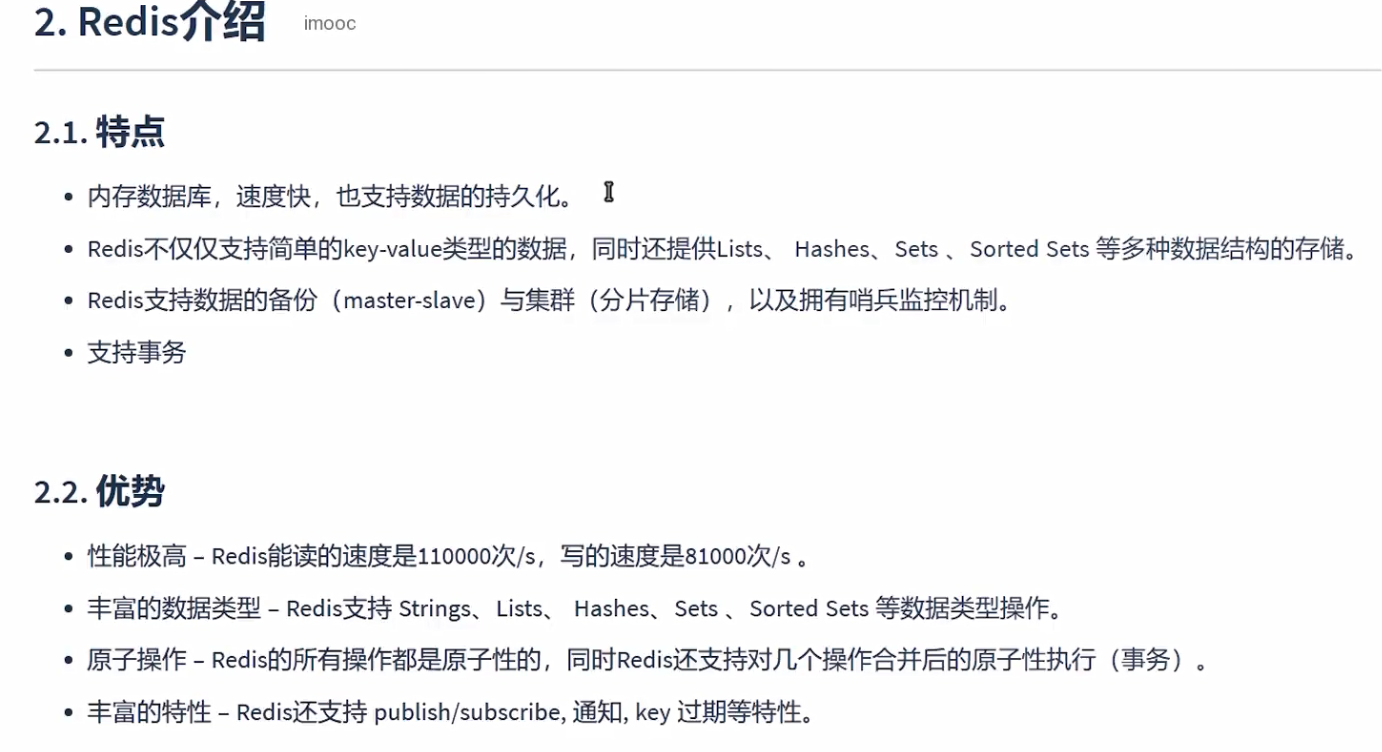 2. Redis介绍 imooc
2.1. 特点
• 内存数据库，速度快，也支持数据的持久化。
• Redis不仅仅支持简单的key-value类型的数据，同时还提供Lists、 Hashes、Sets 、Sorted Sets 等多种数据结构的存储。
• Redis支持数据的备份（master-slave）与集群（分片存储），以及拥有哨兵监控机制。
• 支持事务
2.2. 优势
• 性能极高 – Redis能读的速度是110000次/s，写的速度是81000次/s 。
• 丰富的数据类型 – Redis支持 Strings、Lists、 Hashes、Sets 、Sorted Sets 等数据类型操作。
• 原子操作 – Redis的所有操作都是原子性的，同时Redis还支持对几个操作合并后的原子性执行（事务）。
• 丰富的特性 – Redis还支持 publish/subscribe, 通知, key 过期等特性。